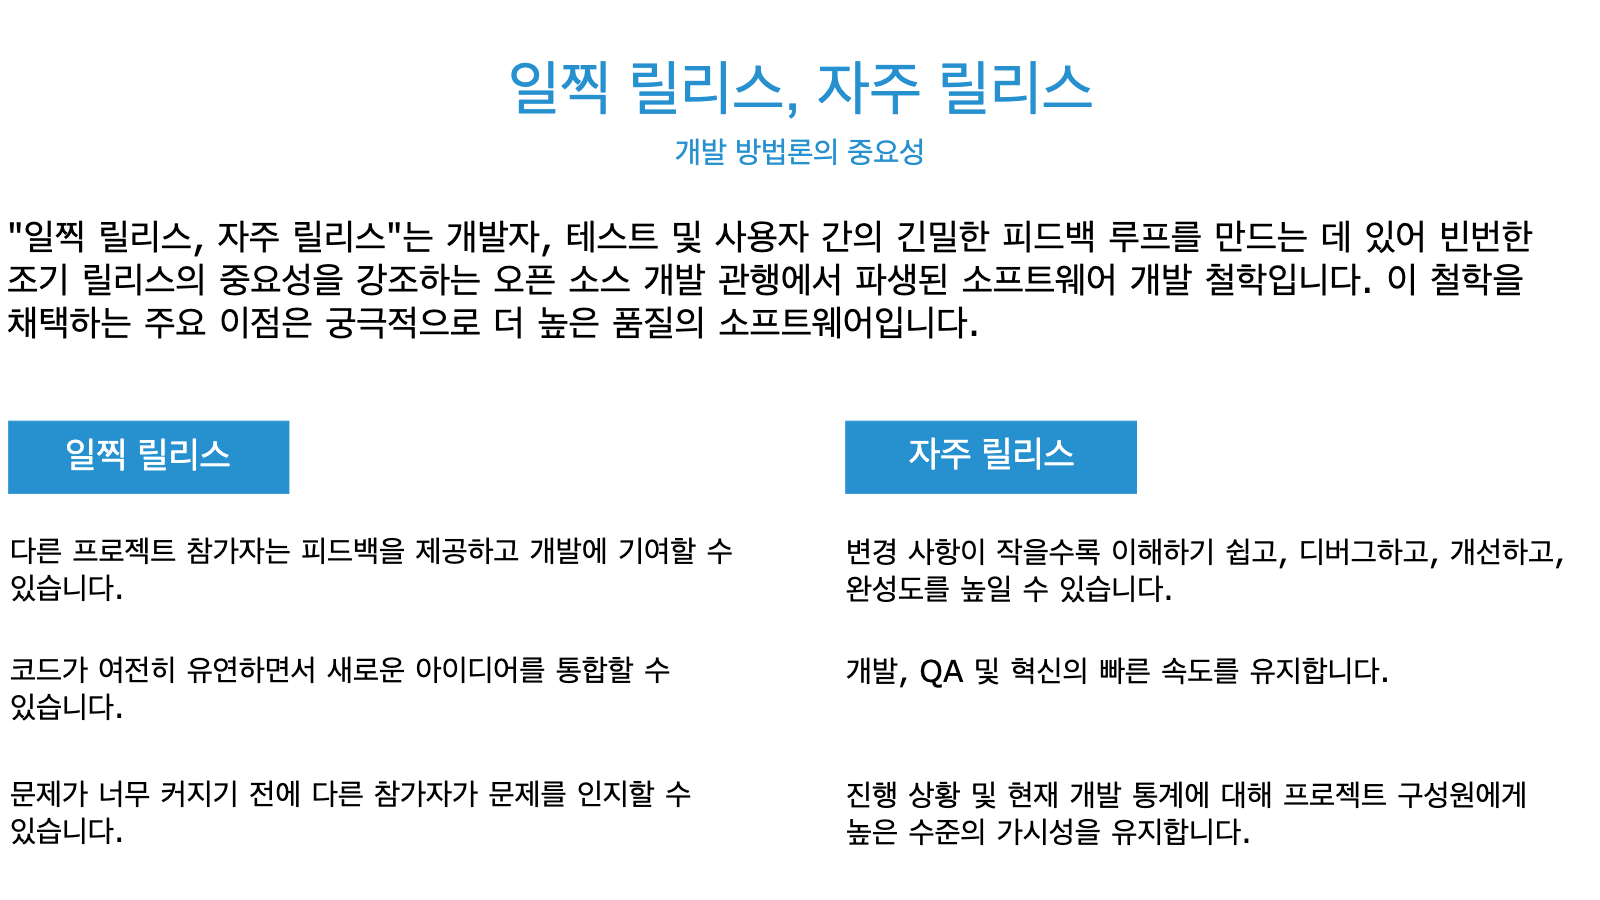 일찍 릴리스, 자주 릴리스
개발 방법론의 중요성
"일찍 릴리스, 자주 릴리스"는 개발자, 테스트 및 사용자 간의 긴밀한 피드백 루프를 만드는 데 있어 빈번한
조기 릴리스의 중요성을 강조하는 오픈 소스 개발 관행에서 파생된 소프트웨어 개발 철학입니다. 이 철학을
채택하는 주요 이점은 궁극적으로 더 높은 품질의 소프트웨어입니다.
일찍 릴리스
다른 프로젝트 참가자는 피드백을 제공하고 개발에 기여할 수
있습니다.
코드가 여전히 유연하면서 새로운 아이디어를 통합할 수
있습니다.
문제가 너무 커지기 전에 다른 참가자가 문제를 인지할 수
있습니다.
자주 릴리스
변경 사항이 작을수록 이해하기 쉽고, 디버그하고, 개선하고,
완성도를 높일 수 있습니다.
개발, QA 및 혁신의 빠른 속도를 유지합니다.
진행 상황 및 현재 개발 통계에 대해 프로젝트 구성원에게
높은 수준의 가시성을 유지합니다.